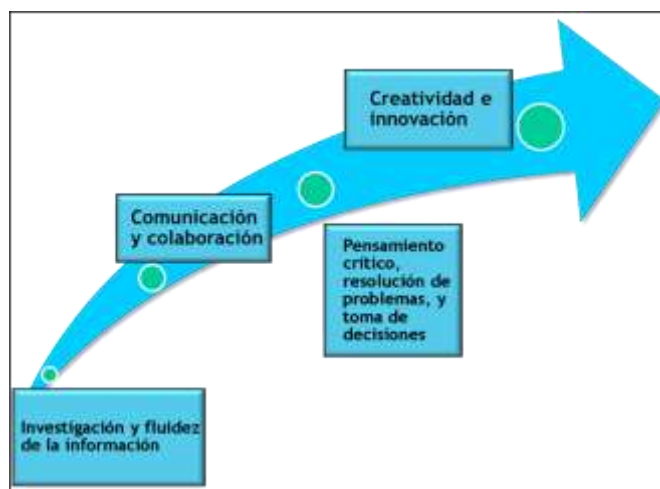 Creatividad e
innovación
Comunicación
y colaboración
Pensamiento
crítico,
resolución de
problemas, y
toma de
decisiones
Investigación y fluidez
de la información